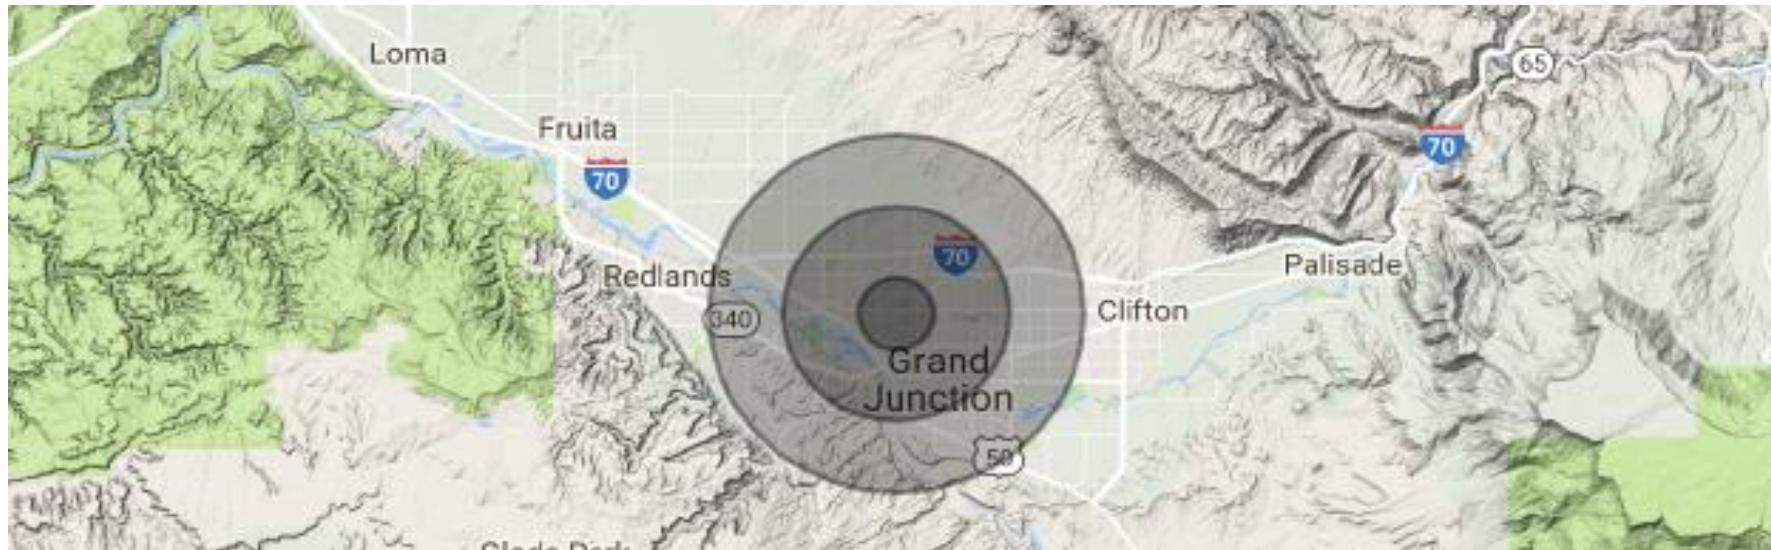 Loma
65
Fruita
70
70
70
Redlands
Palisade
340
Clifton
Grand
Junction
50